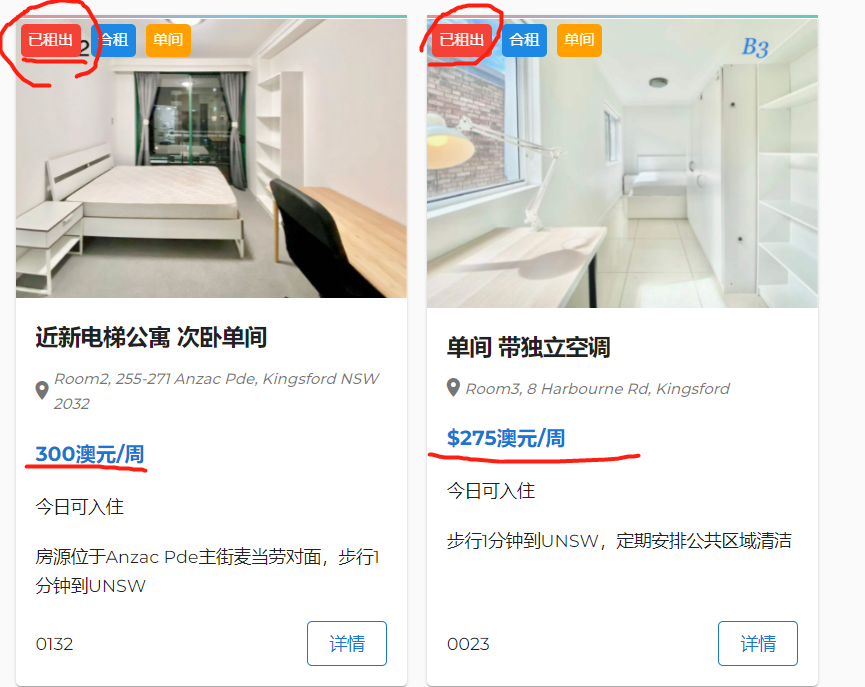 已租出
2
合租
单间
近新电梯公寓 次卧单间
Room2, 255-271 Anzac Pde, Kingsford NSW
2032
300澳元/周
今日可入住
房源位于Anzac Pde主街麦当劳对面，步行1
分钟到UNSW
0132
详情
已租出
合租
单间
B3
单间 带独立空调
Room3, 8 Harbourne Rd, Kingsford
$275澳元/周
今日可入住
步行1分钟到UNSW，定期安排公共区域清洁
0023
详情